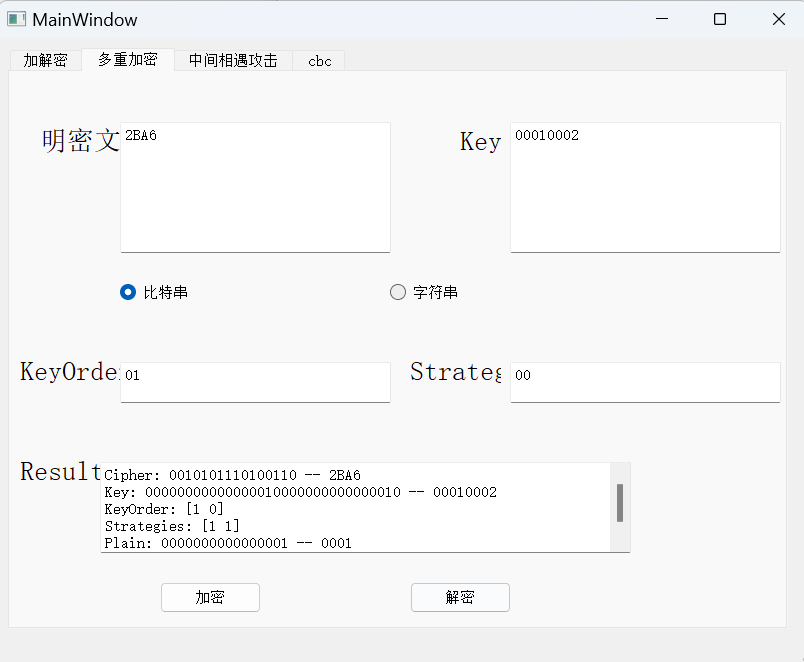 MainWindow
加解密 多重加密 中间相遇攻击 cbc
明密文 2BA6 Key 00010002
比特串 字符串
KeyOrde 01 Strateg 00
Result
Cipher: 0010101110100110 -- 2BA6
Key: 00000000000000010000000000000010 -- 00010002
KeyOrder: [1 0]
Strategies: [1 1]
Plain: 0000000000000001 -- 0001
加密 解密